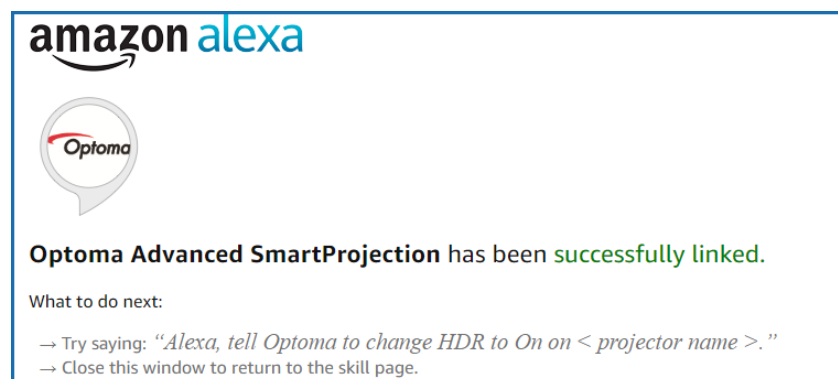 amazon alexa
Optoma
Optoma Advanced SmartProjection has been successfully linked.
What to do next:
→ Try saying: “Alexa, tell Optoma to change HDR to On on < projector name >.”
→ Close this window to return to the skill page.